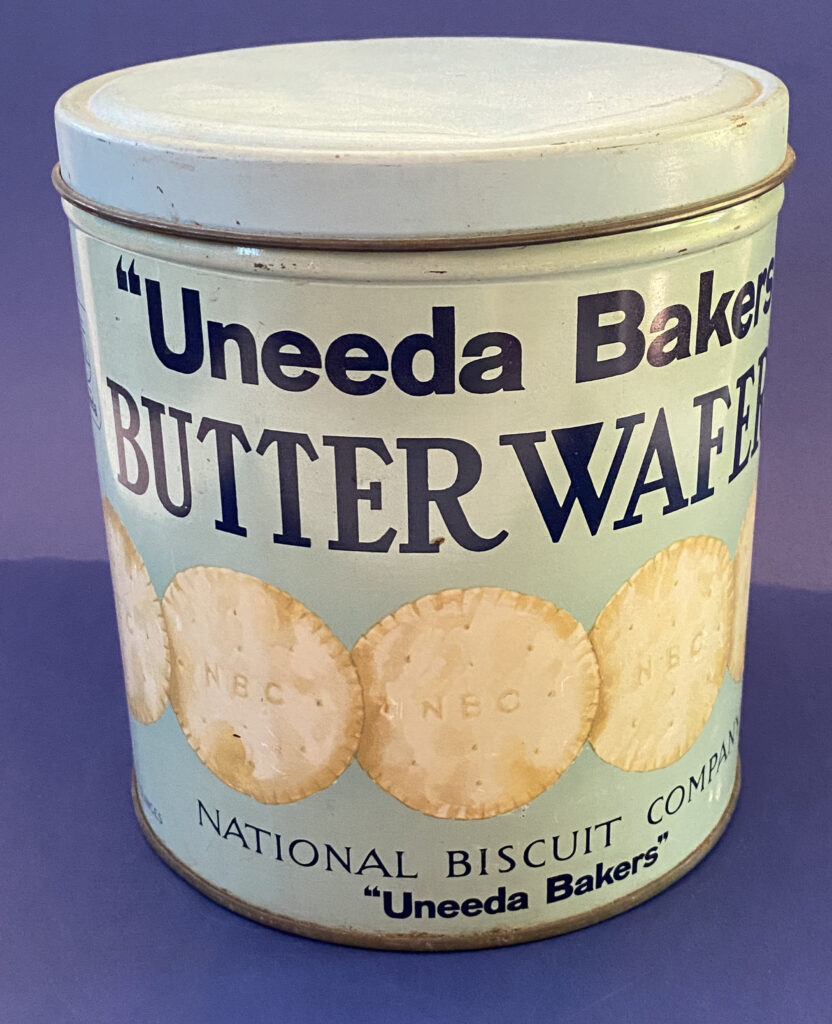 “Uneeda Bakers
BUTTER WAFER
NBC NBC NBC
NATIONAL BISCUIT COMPANY
“Uneeda Bakers”